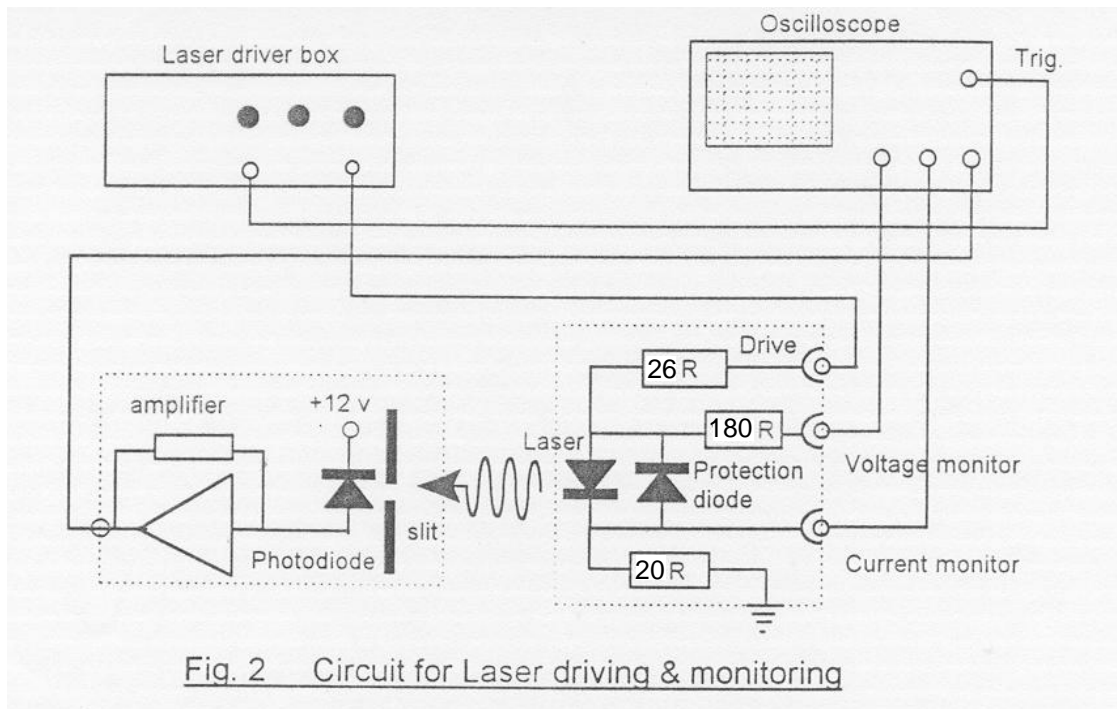 Oscilloscope
Laser driver box
Trig.
Drive
26 R
amplifier
+12 v
180 R
Laser
Voltage monitor
Protection
diode
slit
Photodiode
Current monitor
20 R
Fig. 2 Circuit for Laser driving & monitoring